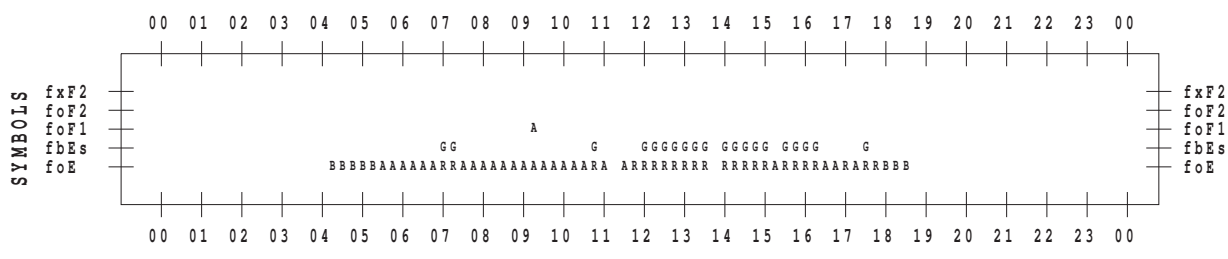 00 01 02 03 04 05 06 07 08 09 10 11 12 13 14 15 16 17 18 19 20 21 22 23 00
SYMBOLS
fxF2 fxF2
foF2 foF2
foF1 A foF1
fbEs GG G GGGGGGG GGGGG GGGG G fbEs
foE BBBBBAAAAAARRAAAAAAAAAAAAARA ARRRRRRRR RRRRRARRRRAARARRBBB foE
00 01 02 03 04 05 06 07 08 09 10 11 12 13 14 15 16 17 18 19 20 21 22 23 00